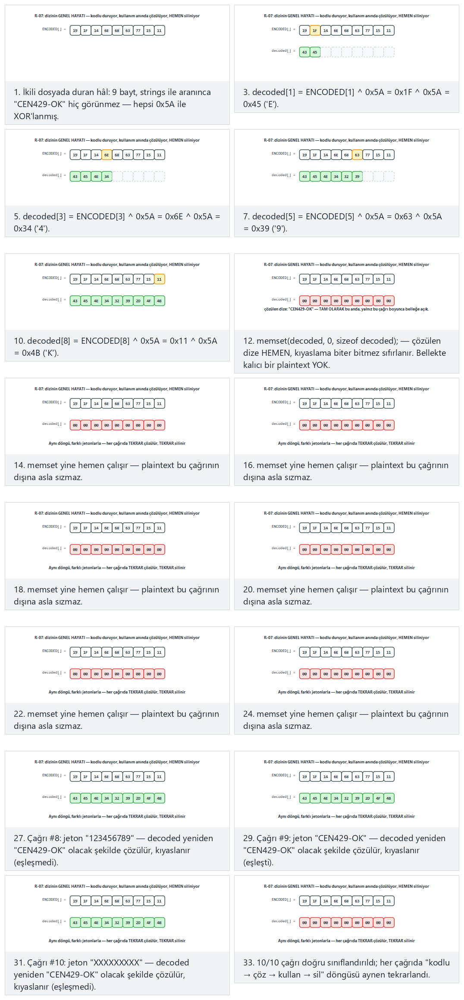 R-07: dizinin GENEL HAYATI — kodlu duruyor, kullanım anında çözülüyor, HEMEN siliniyor
ENCODED[ ] = 19 1F 14 6E 68 63 77 15 11
1. İkili dosyada duran hâl: 9 bayt, strings ile aranınca
"CEN429-OK" hiç görünmez — hepsi 0x5A ile
XOR'lanmış.
R-07: dizinin GENEL HAYATI — kodlu duruyor, kullanım anında çözülüyor, HEMEN siliniyor
ENCODED[ ] = 19 1F 14 6E 68 63 77 15 11
decoded[ ] = 43 45
3. decoded[1] = ENCODED[1] ^ 0x5A = 0x1F ^ 0x5A =
0x45 ('E').
R-07: dizinin GENEL HAYATI — kodlu duruyor, kullanım anında çözülüyor, HEMEN siliniyor
ENCODED[ ] = 19 1F 14 6E 68 63 77 15 11
decoded[ ] = 43 45 4E 34
5. decoded[3] = ENCODED[3] ^ 0x5A = 0x6E ^ 0x5A =
0x34 ('4').
R-07: dizinin GENEL HAYATI — kodlu duruyor, kullanım anında çözülüyor, HEMEN siliniyor
ENCODED[ ] = 19 1F 14 6E 68 63 77 15 11
decoded[ ] = 43 45 4E 34 32 39
7. decoded[5] = ENCODED[5] ^ 0x5A = 0x63 ^ 0x5A
= 0x39 ('9').
R-07: dizinin GENEL HAYATI — kodlu duruyor, kullanım anında çözülüyor, HEMEN siliniyor
ENCODED[ ] = 19 1F 14 6E 68 63 77 15 11
decoded[ ] = 43 45 4E 34 32 39 2D 4F 4B
10. decoded[8] = ENCODED[8] ^ 0x5A = 0x11 ^ 0x5A
= 0x4B ('K').
R-07: dizinin GENEL HAYATI — kodlu duruyor, kullanım anında çözülüyor, HEMEN siliniyor
ENCODED[ ] = 19 1F 14 6E 68 63 77 15 11
decoded[ ] = 00 00 00 00 00 00 00 00 00
çözülen dize: "CEN429-OK" — TAM OLARAK bu anda, yalnız bu çağrı boyunca belleğe açık.
12. memset(decoded, 0, sizeof decoded); — çözülen
dize HEMEN, kıyaslama biter bitmez sıfırlanır. Bellekte
kalıcı bir plaintext YOK.
R-07: dizinin GENEL HAYATI — kodlu duruyor, kullanım anında çözülüyor, HEMEN siliniyor
ENCODED[ ] = 19 1F 14 6E 68 63 77 15 11
decoded[ ] = 00 00 00 00 00 00 00 00 00
Aynı döngü, farklı jetonlarla — her çağrıda TEKRAR çözülür, TEKRAR silinir
14. memset yine hemen çalışır — plaintext bu çağrının
dışına asla sızmaz.
R-07: dizinin GENEL HAYATI — kodlu duruyor, kullanım anında çözülüyor, HEMEN siliniyor
ENCODED[ ] = 19 1F 14 6E 68 63 77 15 11
decoded[ ] = 00 00 00 00 00 00 00 00 00
Aynı döngü, farklı jetonlarla — her çağrıda TEKRAR çözülür, TEKRAR silinir
16. memset yine hemen çalışır — plaintext bu çağrının
dışına asla sızmaz.
R-07: dizinin GENEL HAYATI — kodlu duruyor, kullanım anında çözülüyor, HEMEN siliniyor
ENCODED[ ] = 19 1F 14 6E 68 63 77 15 11
decoded[ ] = 00 00 00 00 00 00 00 00 00
Aynı döngü, farklı jetonlarla — her çağrıda TEKRAR çözülür, TEKRAR silinir
18. memset yine hemen çalışır — plaintext bu çağrının
dışına asla sızmaz.
R-07: dizinin GENEL HAYATI — kodlu duruyor, kullanım anında çözülüyor, HEMEN siliniyor
ENCODED[ ] = 19 1F 14 6E 68 63 77 15 11
decoded[ ] = 00 00 00 00 00 00 00 00 00
Aynı döngü, farklı jetonlarla — her çağrıda TEKRAR çözülür, TEKRAR silinir
20. memset yine hemen çalışır — plaintext bu çağrının
dışına asla sızmaz.
R-07: dizinin GENEL HAYATI — kodlu duruyor, kullanım anında çözülüyor, HEMEN siliniyor
ENCODED[ ] = 19 1F 14 6E 68 63 77 15 11
decoded[ ] = 00 00 00 00 00 00 00 00 00
Aynı döngü, farklı jetonlarla — her çağrıda TEKRAR çözülür, TEKRAR silinir
22. memset yine hemen çalışır — plaintext bu çağrının
dışına asla sızmaz.
R-07: dizinin GENEL HAYATI — kodlu duruyor, kullanım anında çözülüyor, HEMEN siliniyor
ENCODED[ ] = 19 1F 14 6E 68 63 77 15 11
decoded[ ] = 00 00 00 00 00 00 00 00 00
Aynı döngü, farklı jetonlarla — her çağrıda TEKRAR çözülür, TEKRAR silinir
24. memset yine hemen çalışır — plaintext bu çağrının
dışına asla sızmaz.
R-07: dizinin GENEL HAYATI — kodlu duruyor, kullanım anında çözülüyor, HEMEN siliniyor
ENCODED[ ] = 19 1F 14 6E 68 63 77 15 11
decoded[ ] = 43 45 4E 34 32 39 2D 4F 4B
Aynı döngü, farklı jetonlarla — her çağrıda TEKRAR çözülür, TEKRAR silinir
27. Çağrı #8: jeton "123456789" — decoded yeniden
"CEN429-OK" olacak şekilde çözülür, kıyaslanır
(eşleşmedi).
R-07: dizinin GENEL HAYATI — kodlu duruyor, kullanım anında çözülüyor, HEMEN siliniyor
ENCODED[ ] = 19 1F 14 6E 68 63 77 15 11
decoded[ ] = 43 45 4E 34 32 39 2D 4F 4B
Aynı döngü, farklı jetonlarla — her çağrıda TEKRAR çözülür, TEKRAR silinir
29. Çağrı #9: jeton "CEN429-OK" — decoded yeniden
"CEN429-OK" olacak şekilde çözülür, kıyaslanır
(eşleşti).
R-07: dizinin GENEL HAYATI — kodlu duruyor, kullanım anında çözülüyor, HEMEN siliniyor
ENCODED[ ] = 19 1F 14 6E 68 63 77 15 11
decoded[ ] = 43 45 4E 34 32 39 2D 4F 4B
Aynı döngü, farklı jetonlarla — her çağrıda TEKRAR çözülür, TEKRAR silinir
31. Çağrı #10: jeton "XXXXXXXXX" — decoded
yeniden "CEN429-OK" olacak şekilde çözülür,
kıyaslanır (eşleşmedi).
R-07: dizinin GENEL HAYATI — kodlu duruyor, kullanım anında çözülüyor, HEMEN siliniyor
ENCODED[ ] = 19 1F 14 6E 68 63 77 15 11
decoded[ ] = 00 00 00 00 00 00 00 00 00
Aynı döngü, farklı jetonlarla — her çağrıda TEKRAR çözülür, TEKRAR silinir
33. 10/10 çağrı doğru sınıflandırıldı; her çağrıda "kodlu
→ çöz → kullan → sil" döngüsü aynen tekrarlandı.